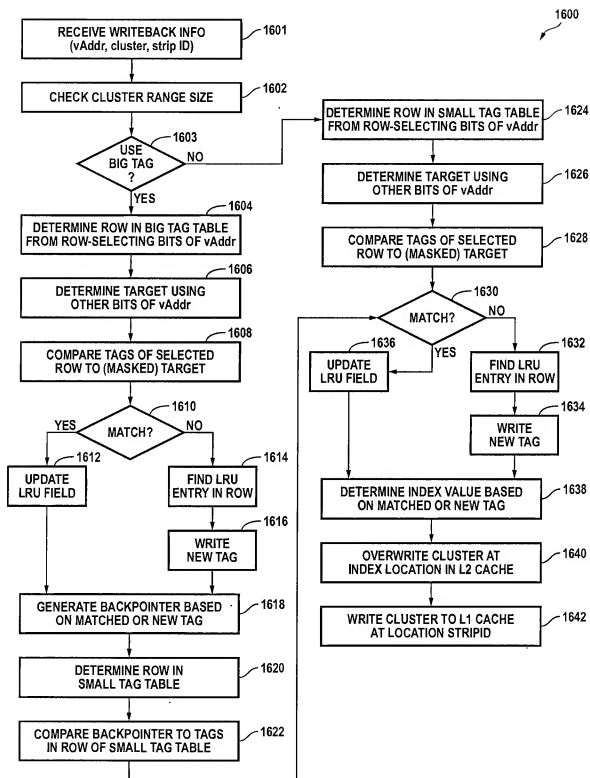 1600
RECEIVE WRITEBACK INFO
(vAddr, cluster, strip ID)
1601
CHECK CLUSTER RANGE SIZE
1602
USE
BIG TAG
?
1603
NO
YES
DETERMINE ROW IN BIG TAG TABLE
FROM ROW-SELECTING BITS OF vAddr
1604
DETERMINE TARGET USING
OTHER BITS OF vAddr
1606
COMPARE TAGS OF SELECTED
ROW TO (MASKED) TARGET
1608
MATCH?
1610
YES
NO
UPDATE
LRU FIELD
1612
FIND LRU
ENTRY IN ROW
1614
WRITE
NEW TAG
1616
GENERATE BACKPOINTER BASED
ON MATCHED OR NEW TAG
1618
DETERMINE ROW IN
SMALL TAG TABLE
1620
COMPARE BACKPOINTER TO TAGS
IN ROW OF SMALL TAG TABLE
1622
DETERMINE ROW IN SMALL TAG TABLE
FROM ROW-SELECTING BITS OF vAddr
1624
DETERMINE TARGET USING
OTHER BITS OF vAddr
1626
COMPARE TAGS OF SELECTED
ROW TO (MASKED) TARGET
1628
MATCH?
1630
NO
YES
UPDATE
LRU FIELD
1636
FIND LRU
ENTRY IN ROW
1632
WRITE
NEW TAG
1634
DETERMINE INDEX VALUE BASED
ON MATCHED OR NEW TAG
1638
OVERWRITE CLUSTER AT
INDEX LOCATION IN L2 CACHE
1640
WRITE CLUSTER TO L1 CACHE
AT LOCATION STRIPID
1642